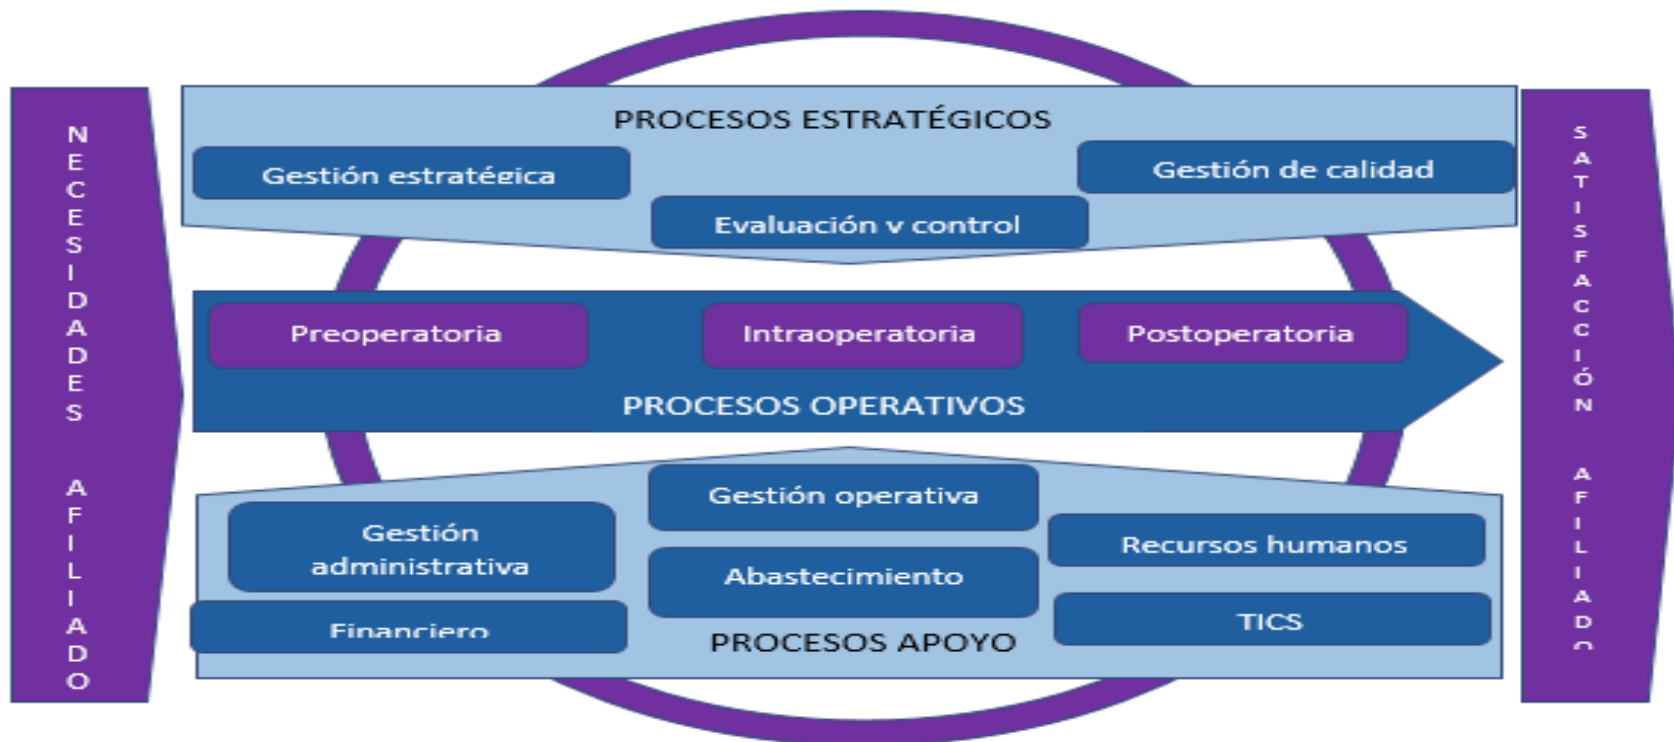 NECESIDADES AFILIADO
PROCESOS ESTRATÉGICOS
Gestión estratégica
Gestión de calidad
Evaluación y control
Preoperatoria
Intraoperatoria
Postoperatoria
PROCESOS OPERATIVOS
Gestión operativa
Gestión
administrativa
Recursos humanos
Abastecimiento
Financiero
TICS
PROCESOS APOYO
SATISFACCIÓN AFILIADO